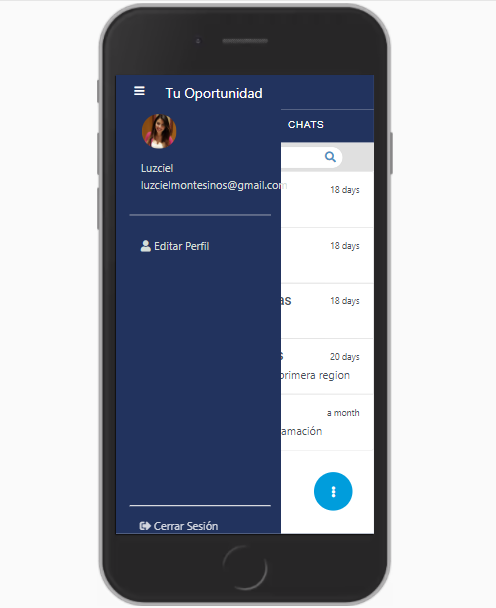 Tu Oportunidad
CHATS
Luzciel
luzcielmontesinos@gmail.com
18 days
Editar Perfil
18 days
as
18 days
s
20 days
primera region
a month
amación
Cerrar Sesión